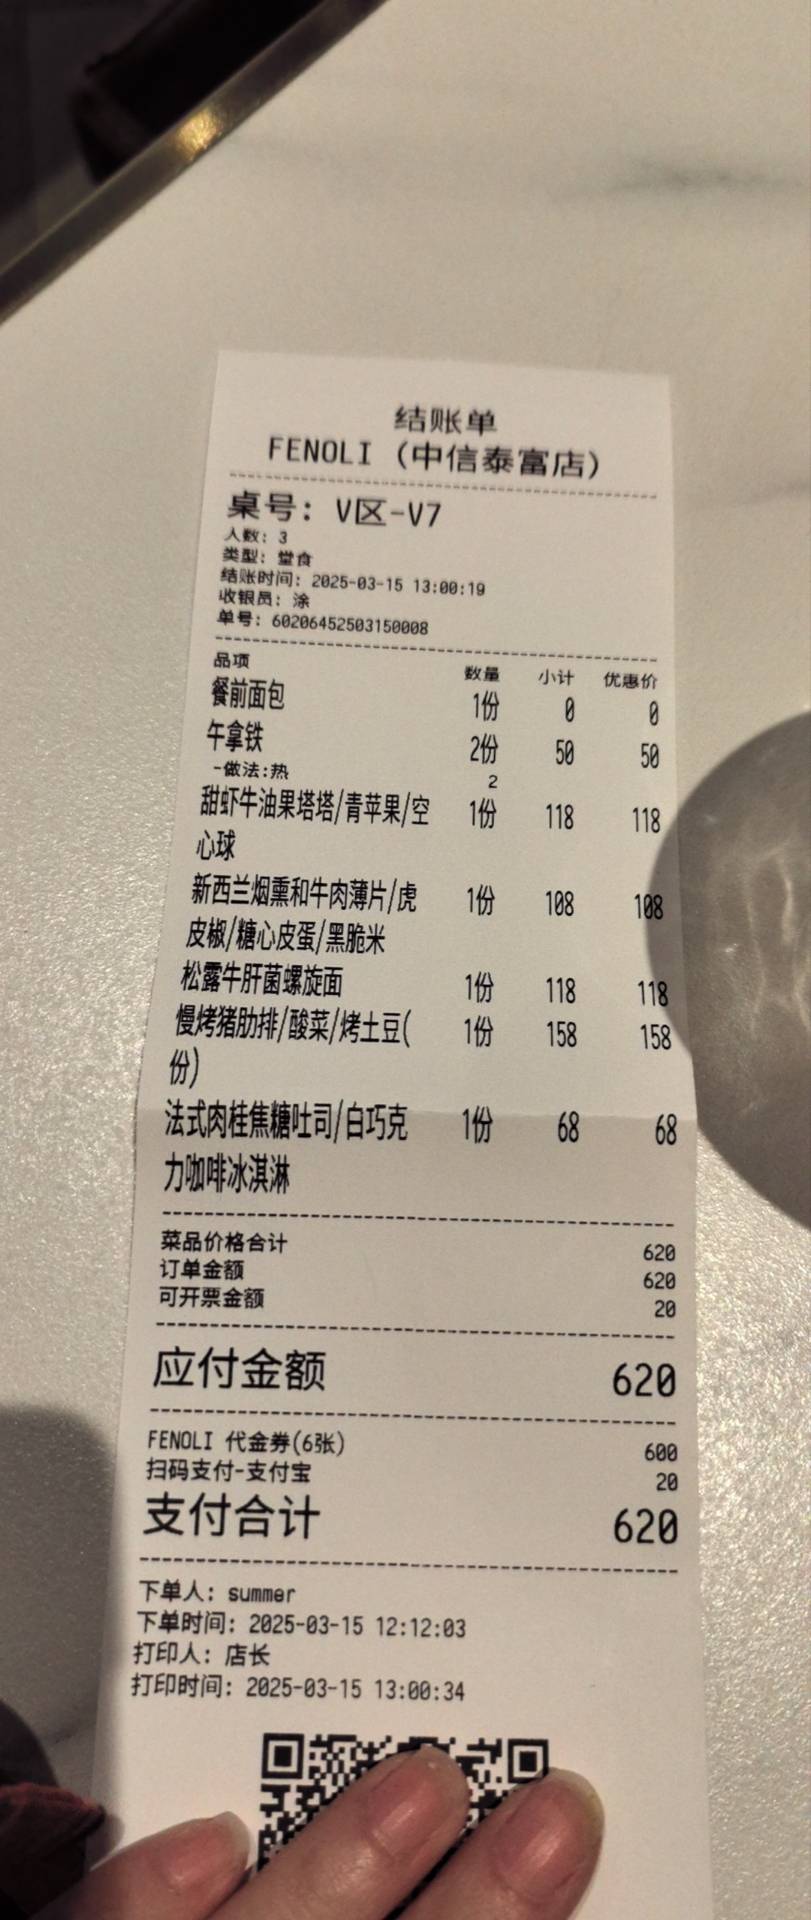 结账单
FENOLI (中信泰富店)
桌号: V区-V7
人数: 3
类型: 堂食
结账时间: 2025-03-15 13:00:19
收银员: 涂
单号: 60206452503150008
品项 数量 小计 优惠价
餐前面包 1份 0 0
午拿铁 2份 50 50
-做法:热 2
甜虾牛油果塔塔/青苹果/空 1份 118 118
心球
新西兰烟熏和牛肉薄片/虎 1份 108 108
皮椒/糖心皮蛋/黑脆米
松露牛肝菌螺旋面 1份 118 118
慢烤猪肋排/酸菜/烤土豆( 1份 158 158
份)
法式肉桂焦糖吐司/白巧克 1份 68 68
力咖啡冰淇淋
菜品价格合计 620
订单金额 620
可开票金额 20
应付金额 620
FENOLI 代金券(6张) 600
扫码支付-支付宝 20
支付合计 620
下单人: summer
下单时间: 2025-03-15 12:12:03
打印人: 店长
打印时间: 2025-03-15 13:00:34